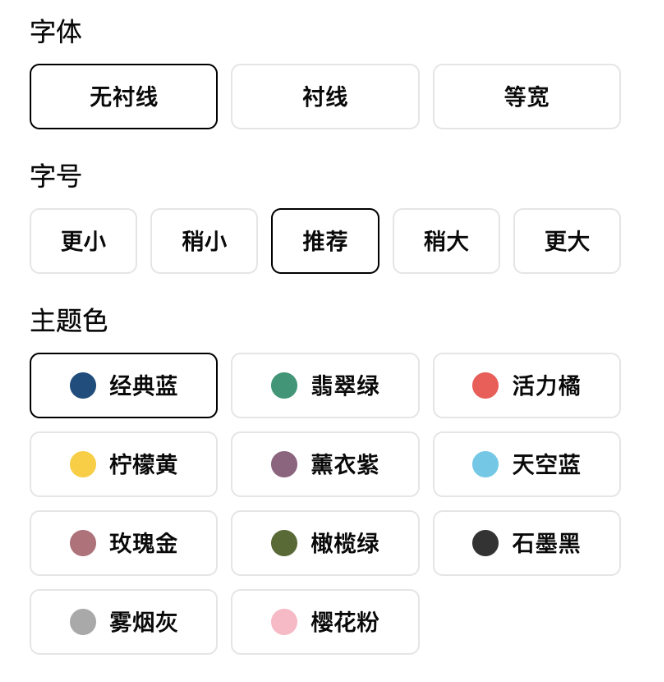 字体
无衬线 衬线 等宽
字号
更小 稍小 推荐 稍大 更大
主题色
经典蓝 翡翠绿 活力橘
柠檬黄 薰衣紫 天空蓝
玫瑰金 橄榄绿 石墨黑
雾烟灰 樱花粉